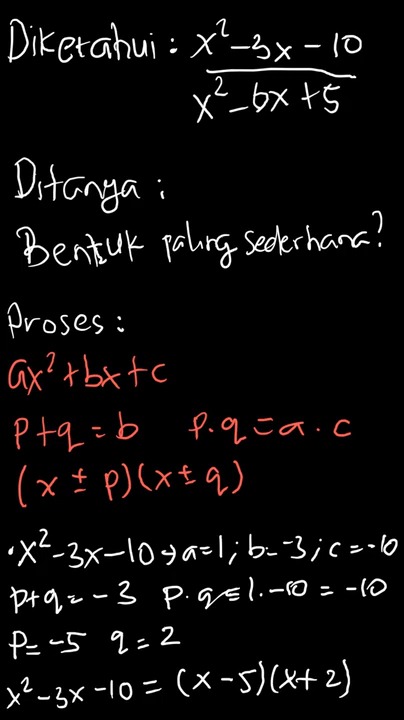 Diketahui : x² - 3x - 10
x² - 6x + 5
Ditanya :
Bentuk paling sederhana?
Proses :
ax² + bx + c
p + q = b p . q = a . c
(x ± p)(x ± q)
• x² - 3x - 10 → a = 1 ; b = -3 ; c = -10
p + q = -3 p . q = 1 . -10 = -10
p = -5 q = 2
x² - 3x - 10 = (x - 5)(x + 2)